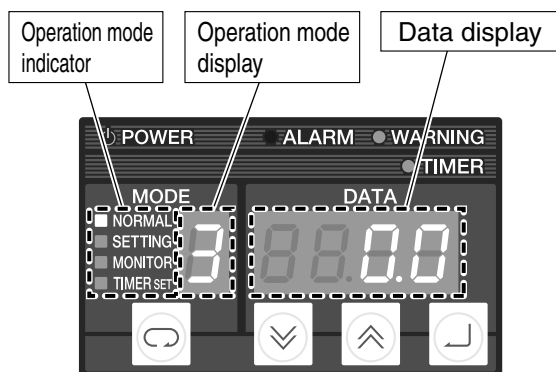 Operation mode
indicator
Operation mode
display
Data display
POWER
ALARM
WARNING
TIMER
MODE
DATA
NORMAL
SETTING
MONITOR
TIMER SET
3
0.0